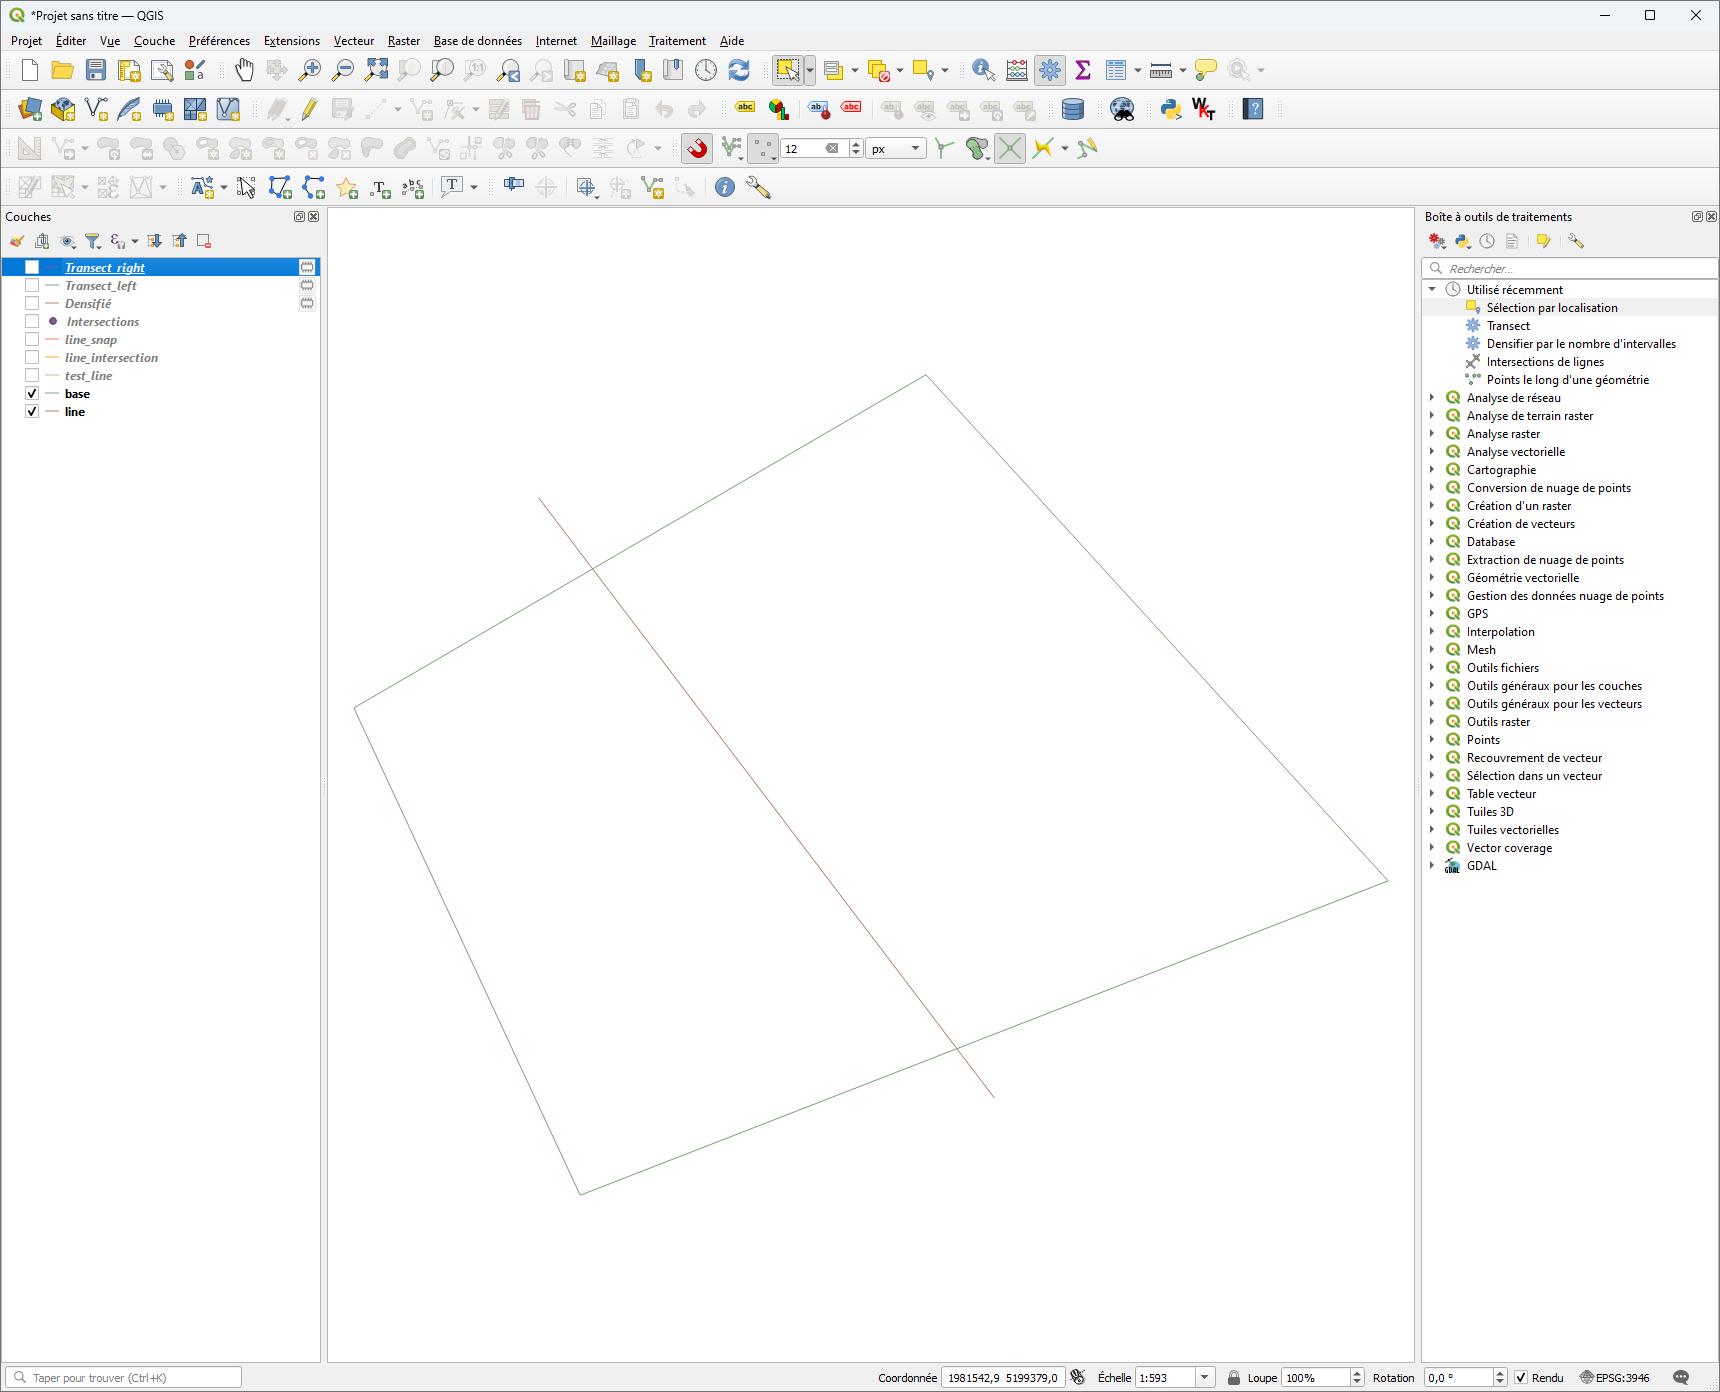 *Projet sans titre — QGIS
Projet Éditer Vue Couche Préférences Extensions Vecteur Raster Base de données Internet Maillage Traitement Aide
12 px
Couches
Transect_right
Transect_left
Densifié
Intersections
line_snap
line_intersection
test_line
base
line
Boîte à outils de traitements
Rechercher...
Utilisé récemment
Sélection par localisation
Transect
Densifier par le nombre d'intervalles
Intersections de lignes
Points le long d'une géométrie
Analyse de réseau
Analyse de terrain raster
Analyse raster
Analyse vectorielle
Cartographie
Conversion de nuage de points
Création d'un raster
Création de vecteurs
Database
Extraction de nuage de points
Géométrie vectorielle
Gestion des données nuage de points
GPS
Interpolation
Mesh
Outils fichiers
Outils généraux pour les couches
Outils généraux pour les vecteurs
Outils raster
Points
Recouvrement de vecteur
Sélection dans un vecteur
Table vecteur
Tuiles 3D
Tuiles vectorielles
Vector coverage
GDAL
Taper pour trouver (Ctrl+K) Coordonnée 1981542,9 5199379,0 Échelle 1:593 Loupe 100% Rotation 0,0 ° Rendu EPSG:3946